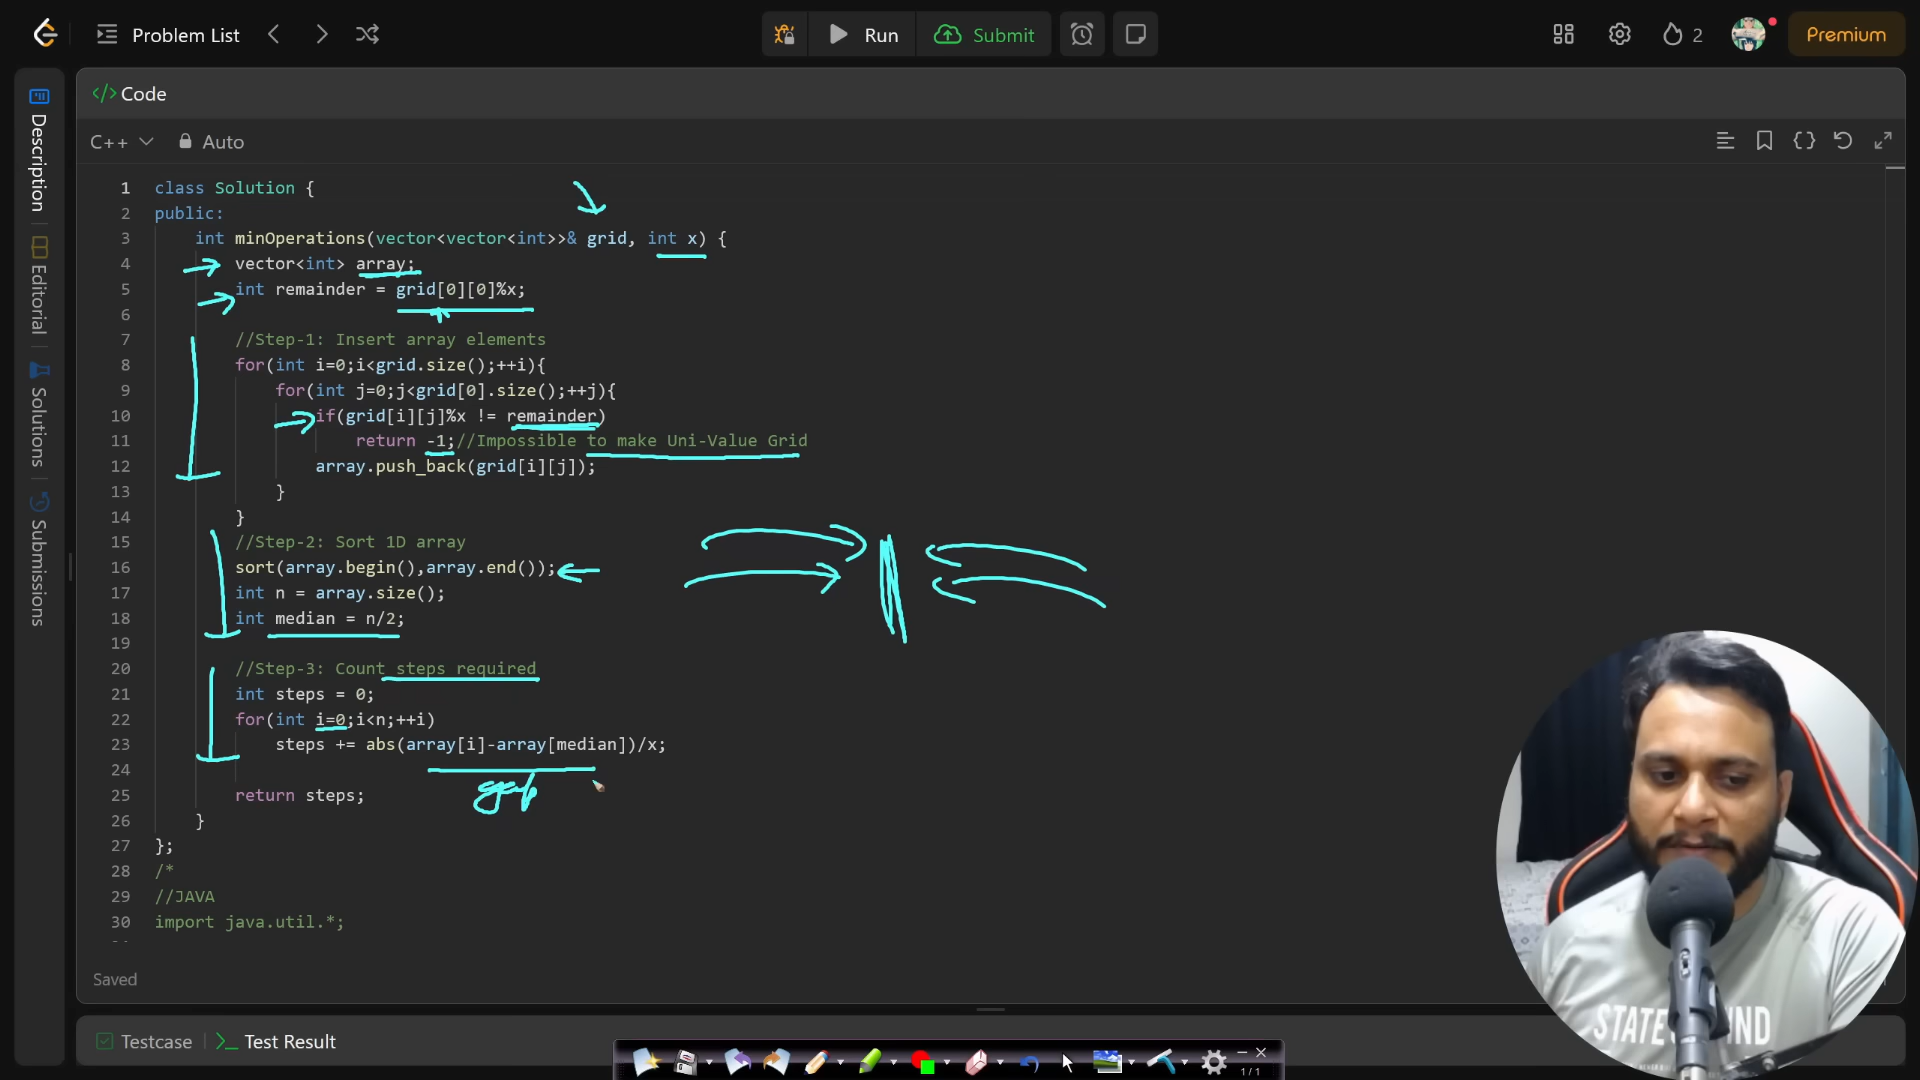 Problem List
Run
Submit
2
Premium
Description
Editorial
Solutions
Submissions
</> Code
C++
Auto
1 class Solution {
2 public:
3 int minOperations(vector<vector<int>>& grid, int x) {
4 vector<int> array;
5 int remainder = grid[0][0]%x;
6
7 //Step-1: Insert array elements
8 for(int i=0;i<grid.size();++i){
9 for(int j=0;j<grid[0].size();++j){
10 if(grid[i][j]%x != remainder)
11 return -1;//Impossible to make Uni-Value Grid
12 array.push_back(grid[i][j]);
13 }
14 }
15 //Step-2: Sort 1D array
16 sort(array.begin(),array.end());
17 int n = array.size();
18 int median = n/2;
19
20 //Step-3: Count steps required
21 int steps = 0;
22 for(int i=0;i<n;++i)
23 steps += abs(array[i]-array[median])/x;
24
gap
25 return steps;
26 }
27 };
28 /*
29 //JAVA
30 import java.util.*;
Saved
Testcase
Test Result
1/1